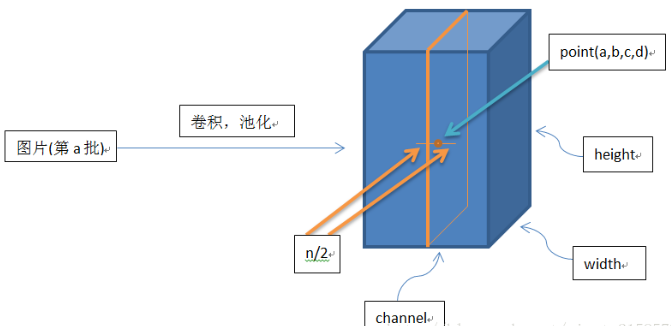 point(a,b,c,d)
卷积，池化
图片(第 a 批)
height
n/2
width
channel